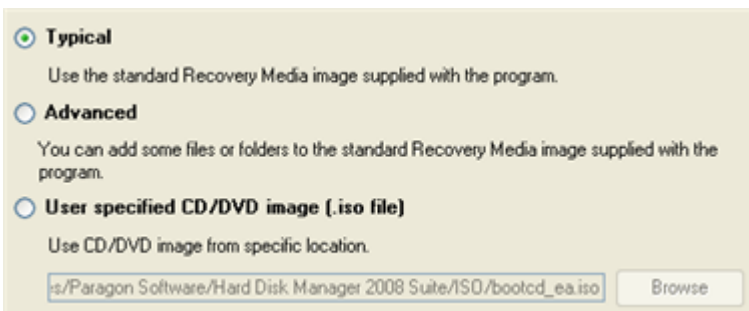 Typical
Use the standard Recovery Media image supplied with the program.
Advanced
You can add some files or folders to the standard Recovery Media image supplied with the
program.
User specified CD/DVD image (.iso file)
Use CD/DVD image from specific location.
s/Paragon Software/Hard Disk Manager 2008 Suite/ISO/bootcd_ea.iso
Browse